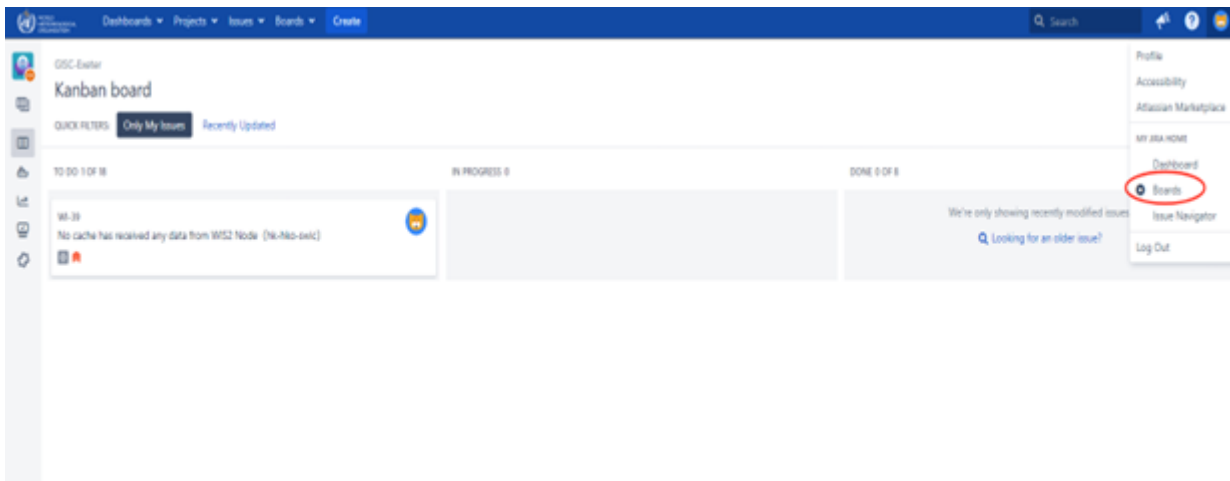 WORLD
METEOROLOGICAL
ORGANIZATION
Dashboards Projects Issues Boards Create
Search
GISC-Exeter
Kanban board
QUICK FILTERS: Only My Issues Recently Updated
TO DO 1 OF 18 IN PROGRESS 0 DONE 0 OF 8
WI-39
No cache has received any data from WIS2 Node
We're only showing recently modified issues
Looking for an older issue?
Profile
Accessibility
Atlassian Marketplace
MY JIRA HOME
Dashboard
Boards
Issue Navigator
Log Out